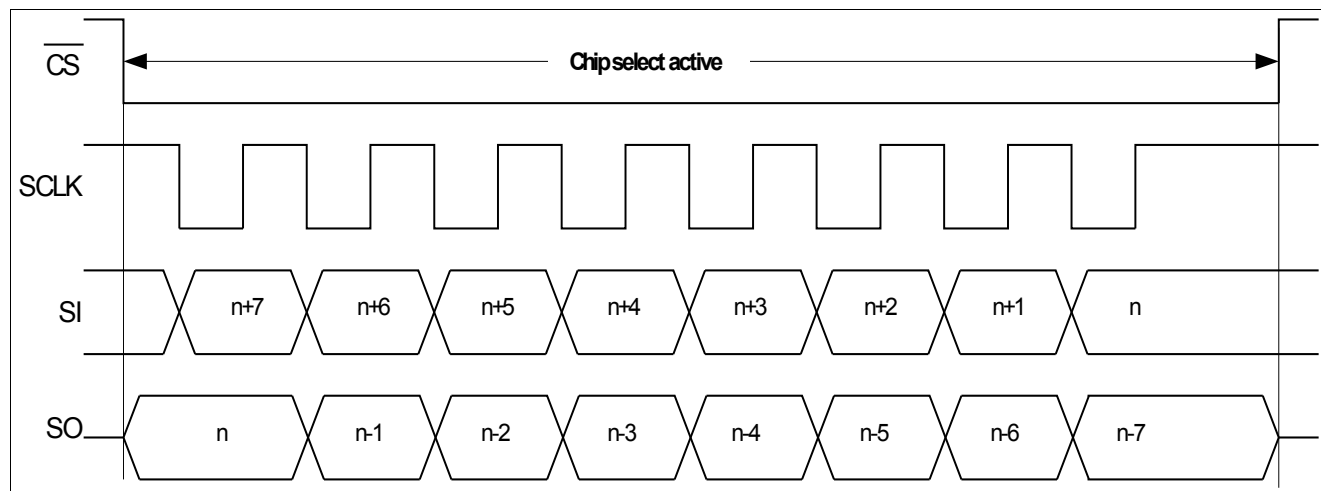 CS
Chip select active
SCLK
SI
n+7 n+6 n+5 n+4 n+3 n+2 n+1 n
SO
n n-1 n-2 n-3 n-4 n-5 n-6 n-7